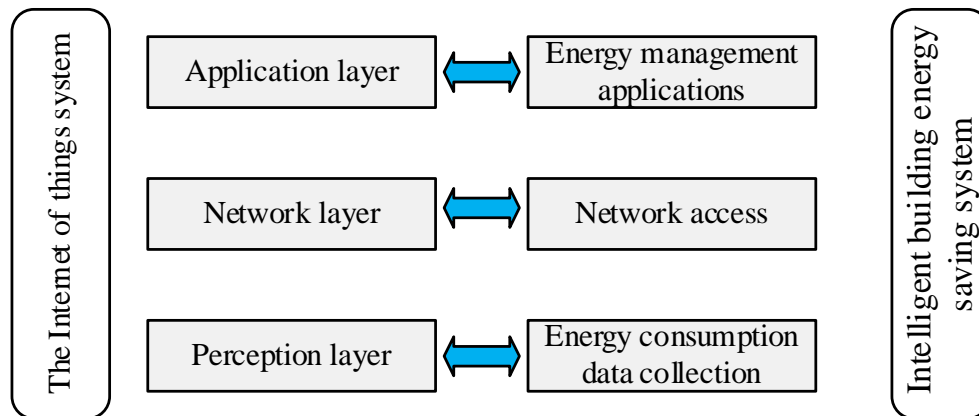 The Internet of things system
Application layer
Energy management
applications
Network layer
Network access
Perception layer
Energy consumption
data collection
Intelligent building energy
saving system